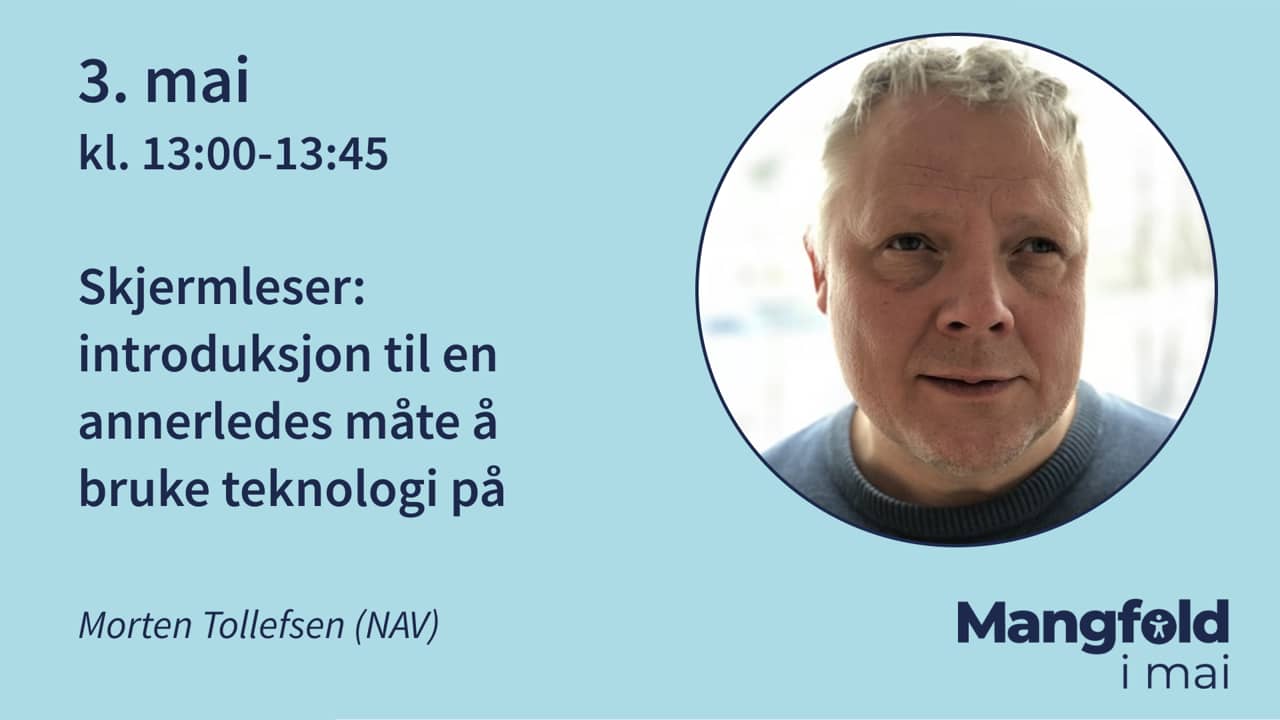 3. mai
kl. 13:00-13:45
Skjermleser:
introduksjon til en
annerledes måte å
bruke teknologi på
Morten Tollefsen (NAV)
Mangfold
i mai